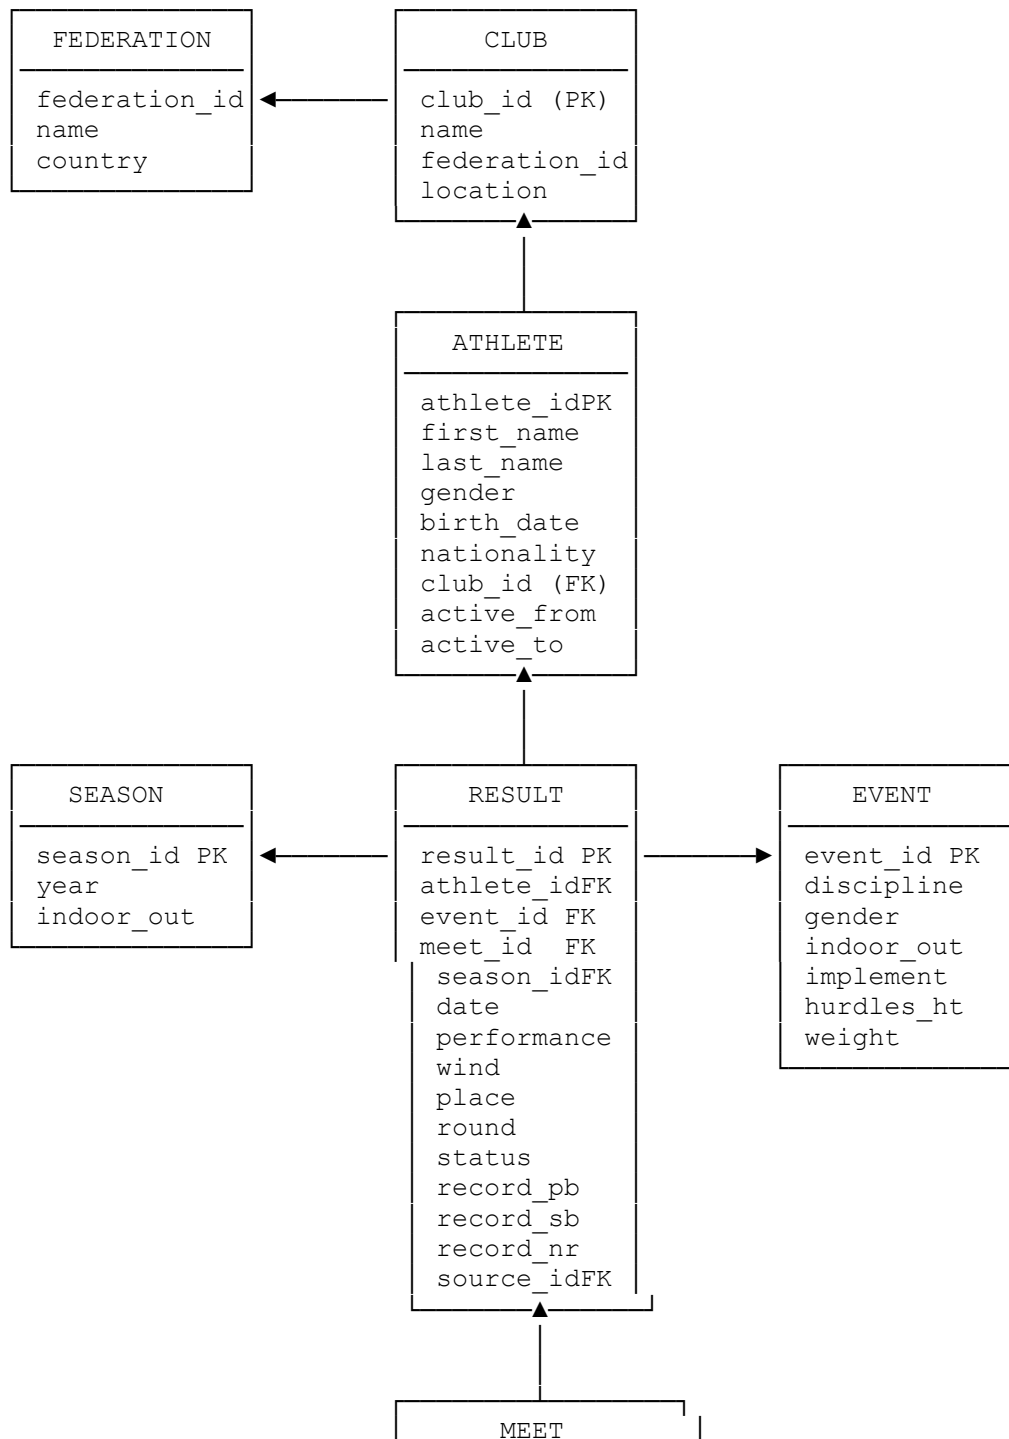 FEDERATION
federation_id
name
country
CLUB
club_id (PK)
name
federation_id
location
ATHLETE
athlete_idPK
first_name
last_name
gender
birth_date
nationality
club_id (FK)
active_from
active_to
SEASON
season_id PK
year
indoor_out
RESULT
result_id PK
athlete_idFK
event_id FK
meet_id  FK
season_idFK
date
performance
wind
place
round
status
record_pb
record_sb
record_nr
source_idFK
EVENT
event_id PK
discipline
gender
indoor_out
implement
hurdles_ht
weight
MEET